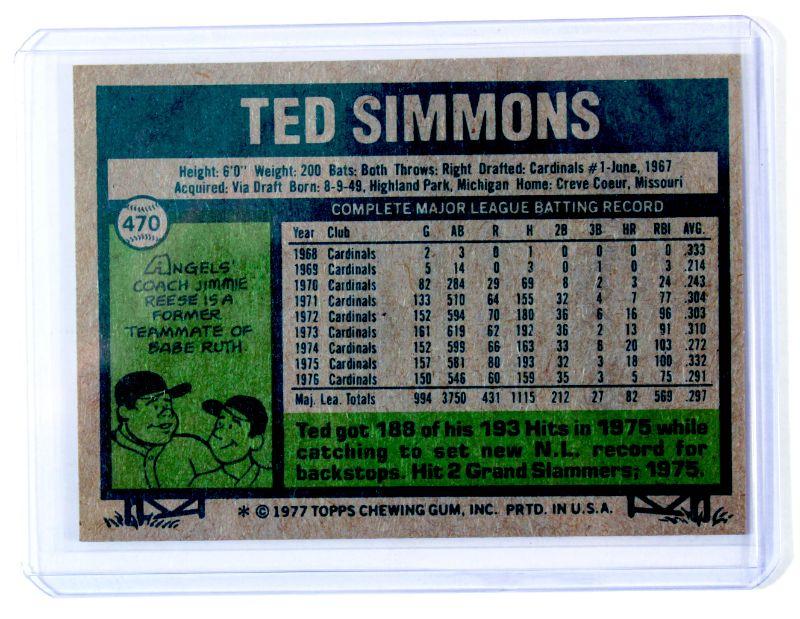 TED SIMMONS
Height: 6'0" Weight: 200 Bats: Both Throws: Right Drafted: Cardinals #1-June, 1967
Acquired: Via Draft Born: 8-9-49, Highland Park, Michigan Home: Creve Coeur, Missouri
470
COMPLETE MAJOR LEAGUE BATTING RECORD
Year Club G AB R H 2B 3B HR RBI AVG.
1968 Cardinals 2 3 0 1 0 0 0 0 .333
1969 Cardinals 5 14 0 3 0 1 0 3 .214
1970 Cardinals 82 284 29 69 8 2 3 24 .243
1971 Cardinals 133 510 64 155 32 4 7 77 .304
1972 Cardinals 152 594 70 180 36 6 16 96 .303
1973 Cardinals 161 619 62 192 36 2 13 91 .310
1974 Cardinals 152 599 66 163 33 6 20 103 .272
1975 Cardinals 157 581 80 193 32 3 18 100 .332
1976 Cardinals 150 546 60 159 35 3 5 75 .291
Maj. Lea. Totals 994 3750 431 1115 212 27 82 569 .297
ANGELS'
COACH JIMMIE
REESE IS A
FORMER
TEAMMATE OF
BABE RUTH.
Ted got 188 of his 193 Hits in 1975 while
catching to set new N.L. record for
backstops. Hit 2 Grand Slammers; 1975.
* © 1977 TOPPS CHEWING GUM, INC. PRTD. IN U.S.A.